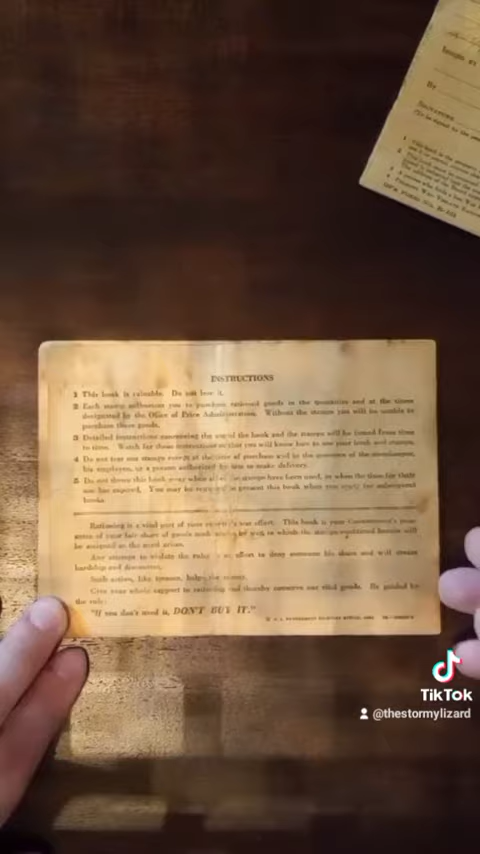 Issued by
By
Signature
INSTRUCTIONS
1 This book is valuable. Do not lose it.
2 Each stamp authorizes you to purchase rationed goods in the quantities and at the times
designated by the Office of Price Administration. Without the stamps you will be unable to
purchase those goods.
3 Detailed instructions concerning the use of the book and the stamps will be issued from time
to time. Watch for those instructions so that you will know how to use your book and stamps.
4 Do not tear out stamps except at the time of purchase and in the presence of the storekeeper,
his employee, or a person authorized by him to make delivery.
5 Do not throw this book away when all of the stamps have been used, or when the time for their
use has expired. You may be required to present this book when you apply for subsequent
books.
Rationing is a vital part of your country's war effort. This book is your Government's guar-
antee of your fair share of goods made scarce by war, to which the stamps contained herein will
be assigned as the need arises.
Any attempt to violate the rules is an effort to deny someone his share and will create
hardship and discontent.
Such action, like treason, helps the enemy.
Give your whole support to rationing and thereby conserve our vital goods. Be guided by
the rule:
"If you don't need it, DON'T BUY IT."
TikTok
@thestormylizard